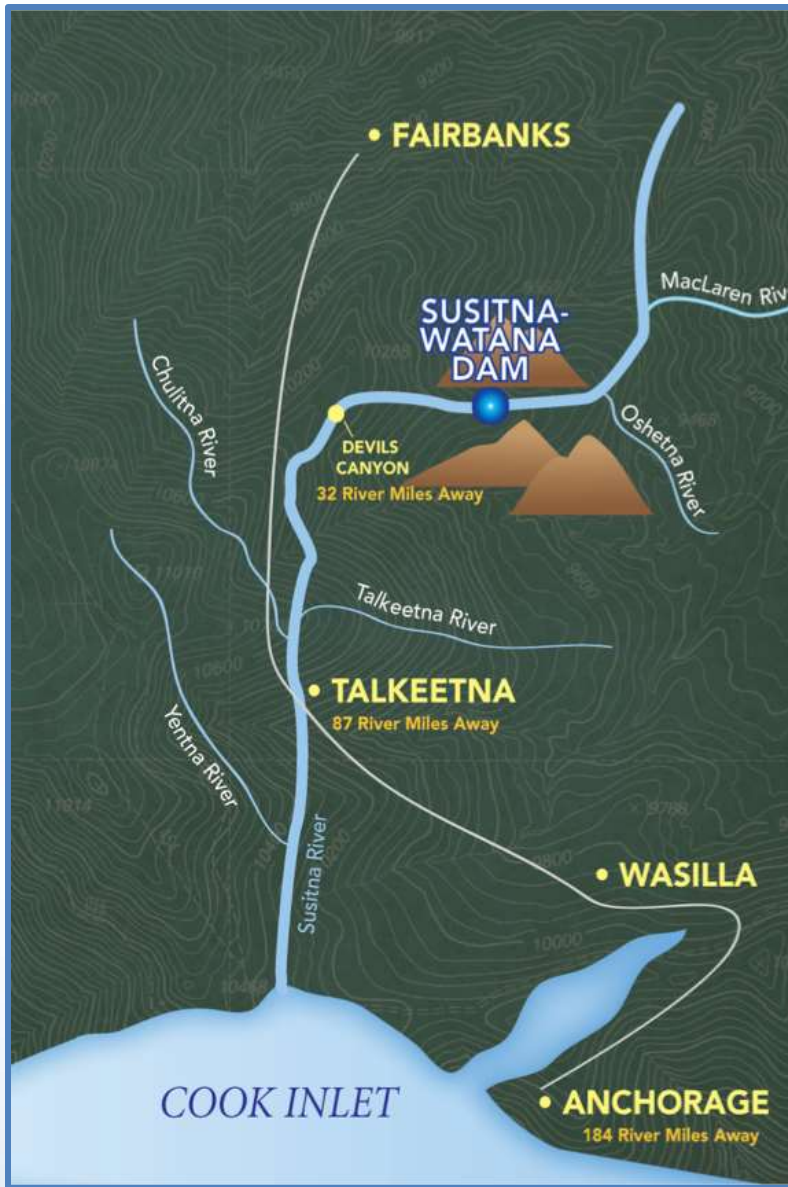 FAIRBANKS
MacLaren Riv
SUSITNA-
WATANA
DAM
Chulitna River
DEVILS
CANYON
32 River Miles Away
Oshetna River
Talkeetna River
TALKEETNA
87 River Miles Away
Yentna River
Susitna River
WASILLA
COOK INLET
ANCHORAGE
184 River Miles Away